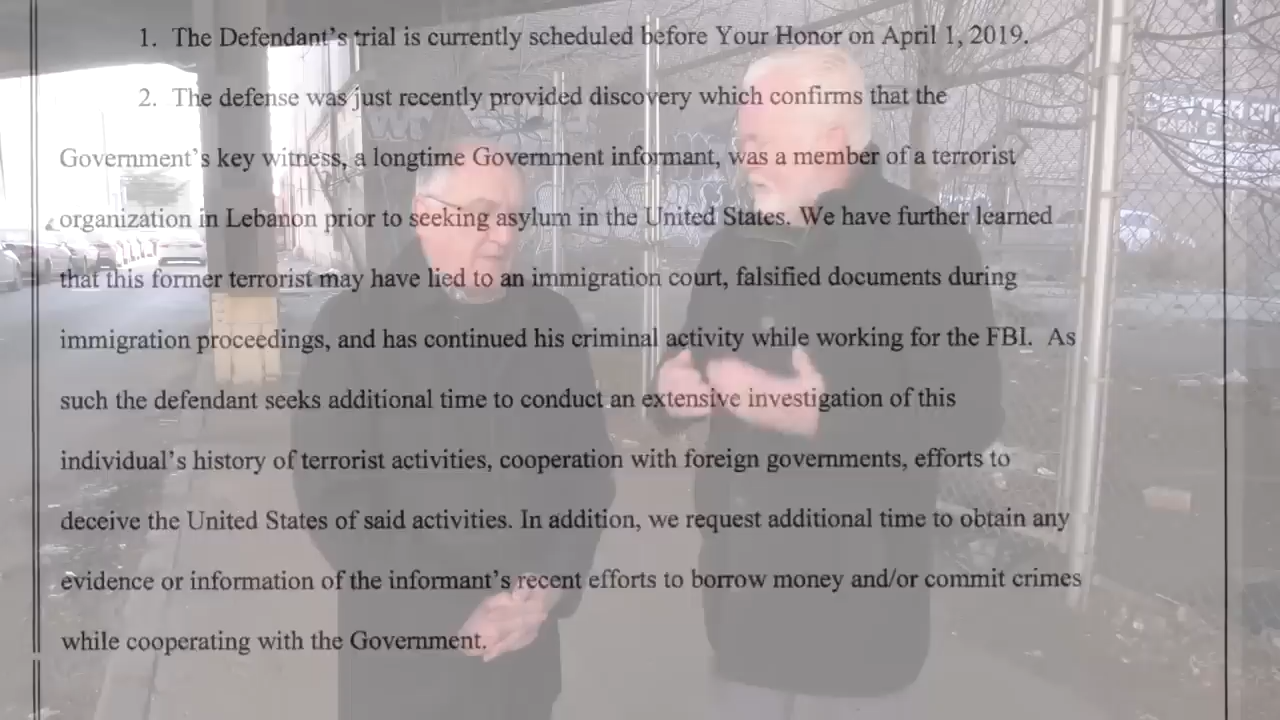 1. The Defendant's trial is currently scheduled before Your Honor on April 1, 2019.
2. The defense was just recently provided discovery which confirms that the
Government's key witness, a longtime Government informant, was a member of a terrorist
organization in Lebanon prior to seeking asylum in the United States. We have further learned
that this former terrorist may have lied to an immigration court, falsified documents during
immigration proceedings, and has continued his criminal activity while working for the FBI. As
such the defendant seeks additional time to conduct an extensive investigation of this
individual's history of terrorist activities, cooperation with foreign governments, efforts to
deceive the United States of said activities. In addition, we request additional time to obtain any
evidence or information of the informant's recent efforts to borrow money and/or commit crimes
while cooperating with the Government.